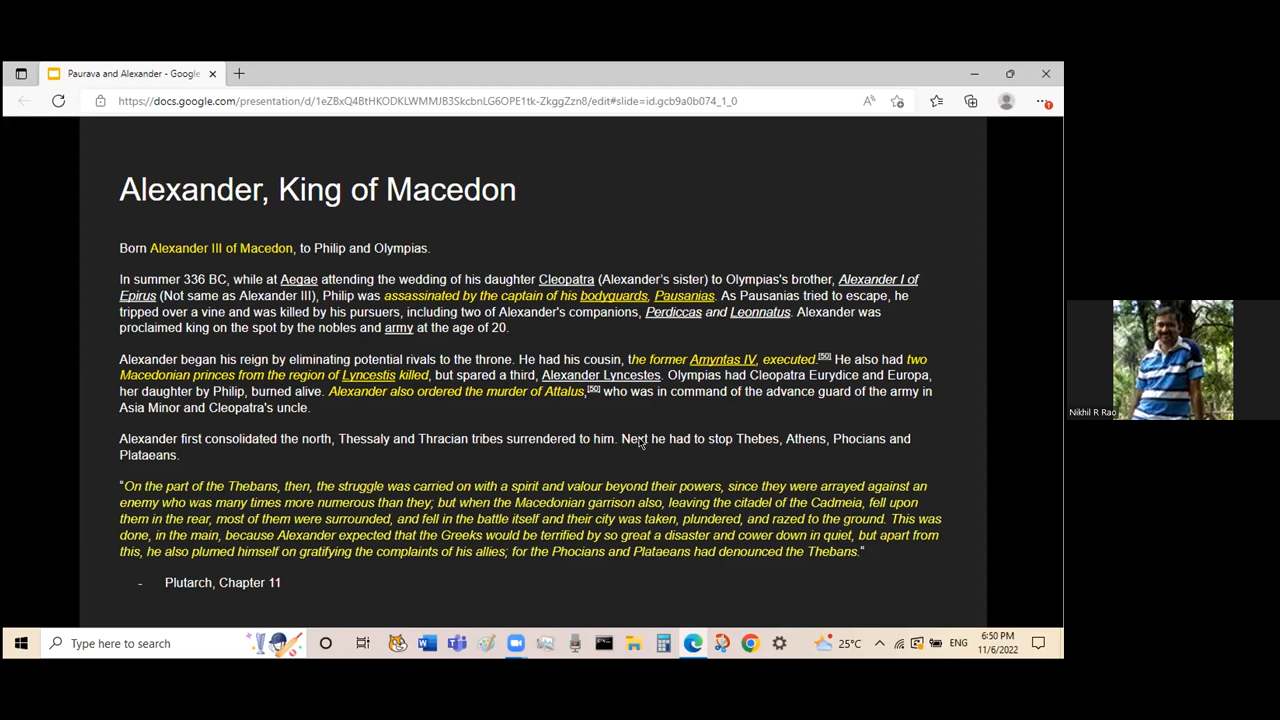 Paurava and Alexander - Google
https://docs.google.com/presentation/d/1eZBxQ4BtHKODKLWMMJB3SkcbnLG6OPE1tk-ZkggZzn8/edit#slide=id.gcb9a0b074_1_0
Alexander, King of Macedon
Born Alexander III of Macedon, to Philip and Olympias.
In summer 336 BC, while at Aegae attending the wedding of his daughter Cleopatra (Alexander's sister) to Olympias's brother, Alexander I of
Epirus (Not same as Alexander III), Philip was assassinated by the captain of his bodyguards, Pausanias. As Pausanias tried to escape, he
tripped over a vine and was killed by his pursuers, including two of Alexander's companions, Perdiccas and Leonnatus. Alexander was
proclaimed king on the spot by the nobles and army at the age of 20.
Alexander began his reign by eliminating potential rivals to the throne. He had his cousin, the former Amyntas IV, executed.[50] He also had two
Macedonian princes from the region of Lyncestis killed, but spared a third, Alexander Lyncestes. Olympias had Cleopatra Eurydice and Europa,
her daughter by Philip, burned alive. Alexander also ordered the murder of Attalus,[50] who was in command of the advance guard of the army in
Asia Minor and Cleopatra's uncle.
Alexander first consolidated the north, Thessaly and Thracian tribes surrendered to him. Next he had to stop Thebes, Athens, Phocians and
Plataeans.
“On the part of the Thebans, then, the struggle was carried on with a spirit and valour beyond their powers, since they were arrayed against an
enemy who was many times more numerous than they; but when the Macedonian garrison also, leaving the citadel of the Cadmeia, fell upon
them in the rear, most of them were surrounded, and fell in the battle itself and their city was taken, plundered, and razed to the ground. This was
done, in the main, because Alexander expected that the Greeks would be terrified by so great a disaster and cower down in quiet, but apart from
this, he also plumed himself on gratifying the complaints of his allies; for the Phocians and Plataeans had denounced the Thebans.“
- Plutarch, Chapter 11
Nikhil R Rao
Type here to search
25°C
ENG
6:50 PM
11/6/2022